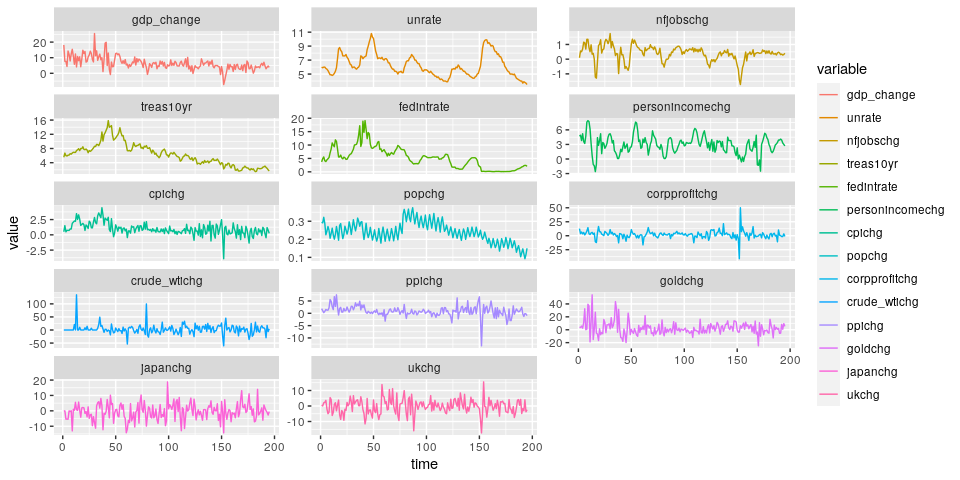 gdp_change
unrate
nfjobschg
20
10
0
11
9
7
5
1
0
-1
treas10yr
fedintrate
personincomechg
16
12
8
4
20
15
10
5
0
6
3
0
-3
cpichg
popchg
corpprofitchg
2.5
0.0
-2.5
0.3
0.2
0.1
50
25
0
-25
crude_wtichg
ppichg
goldchg
100
50
0
-50
5
0
-5
-10
40
20
0
-20
0 50 100 150 200
japanchg
ukchg
20
10
0
-10
10
0
-10
0 50 100 150 200
0 50 100 150 200
time
value
variable
gdp_change
unrate
nfjobschg
treas10yr
fedintrate
personincomechg
cpichg
popchg
corpprofitchg
crude_wtichg
ppichg
goldchg
japanchg
ukchg